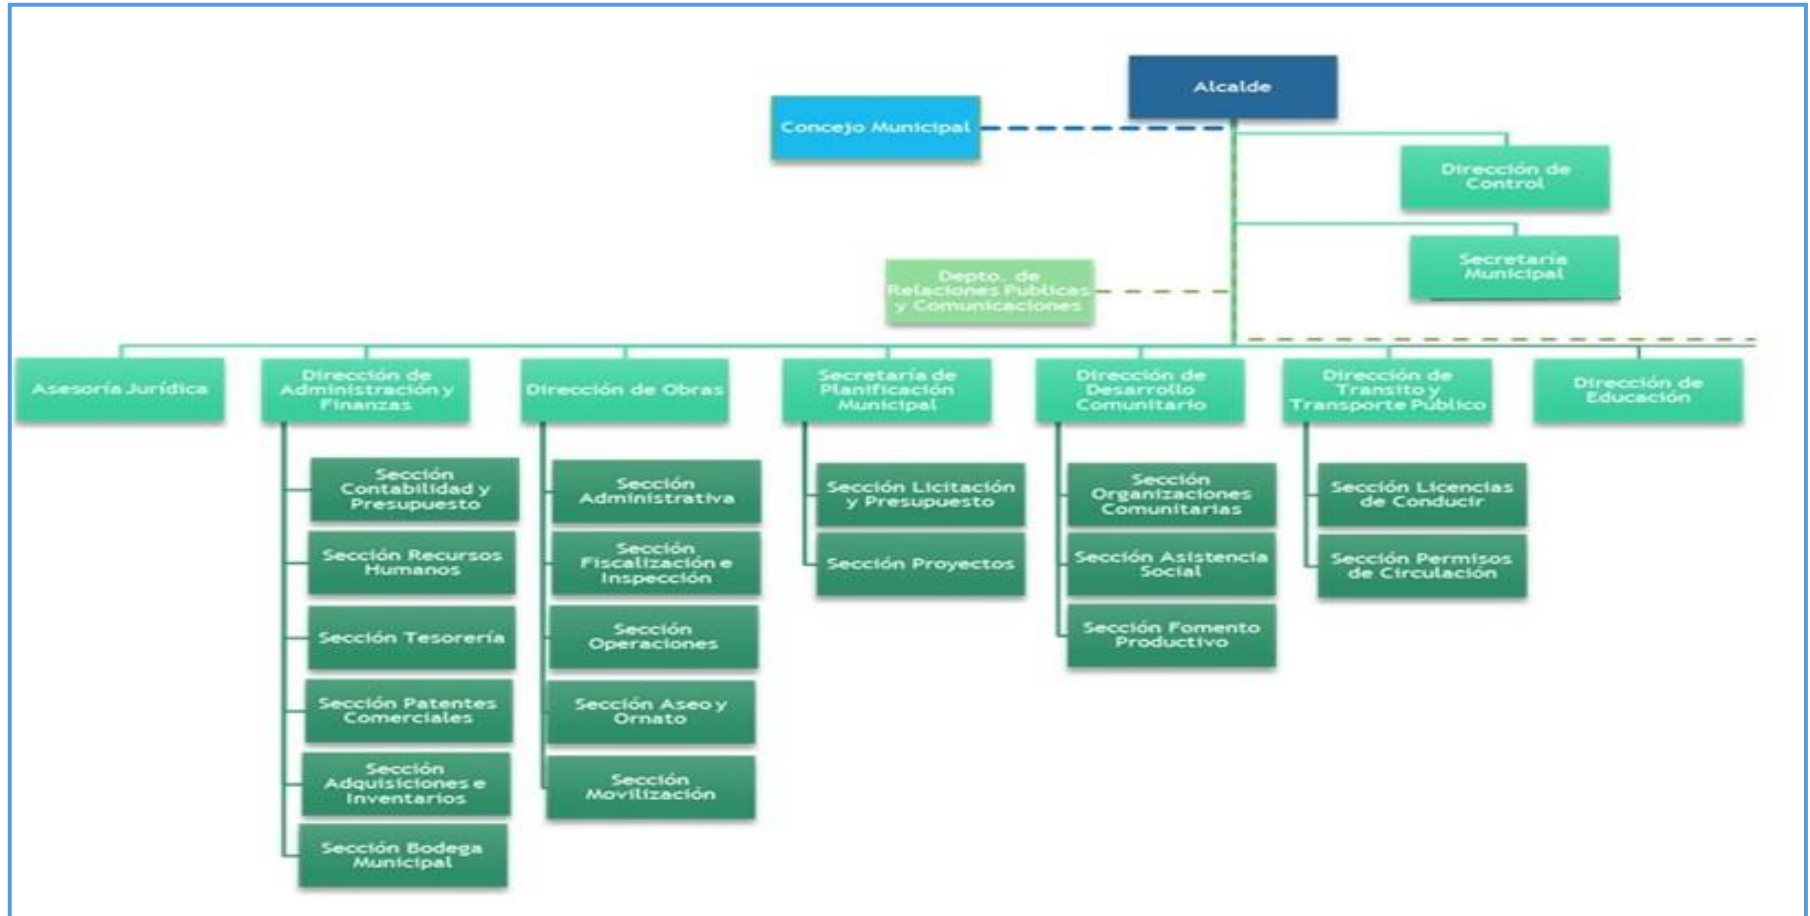 Alcalde
Concejo Municipal
Dirección de
Control
Secretaría
Municipal
Depto. de
Relaciones Públicas
y Comunicaciones
Asesoría Jurídica
Dirección de
Administración y
Finanzas
Dirección de Obras
Secretaría de
Planificación
Municipal
Dirección de
Desarrollo
Comunitario
Dirección de
Transito y
Transporte Público
Dirección de
Educación
Sección
Contabilidad y
Presupuesto
Sección Recursos
Humanos
Sección Tesorería
Sección Patentes
Comerciales
Sección
Adquisiciones e
Inventarios
Sección Bodega
Municipal
Sección
Administrativa
Sección
Fiscalización e
Inspección
Sección
Operaciones
Sección Aseo y
Ornato
Sección
Movilización
Sección Licitación
y Presupuesto
Sección Proyectos
Sección
Organizaciones
Comunitarias
Sección Asistencia
Social
Sección Fomento
Productivo
Sección Licencias
de Conducir
Sección Permisos
de Circulación